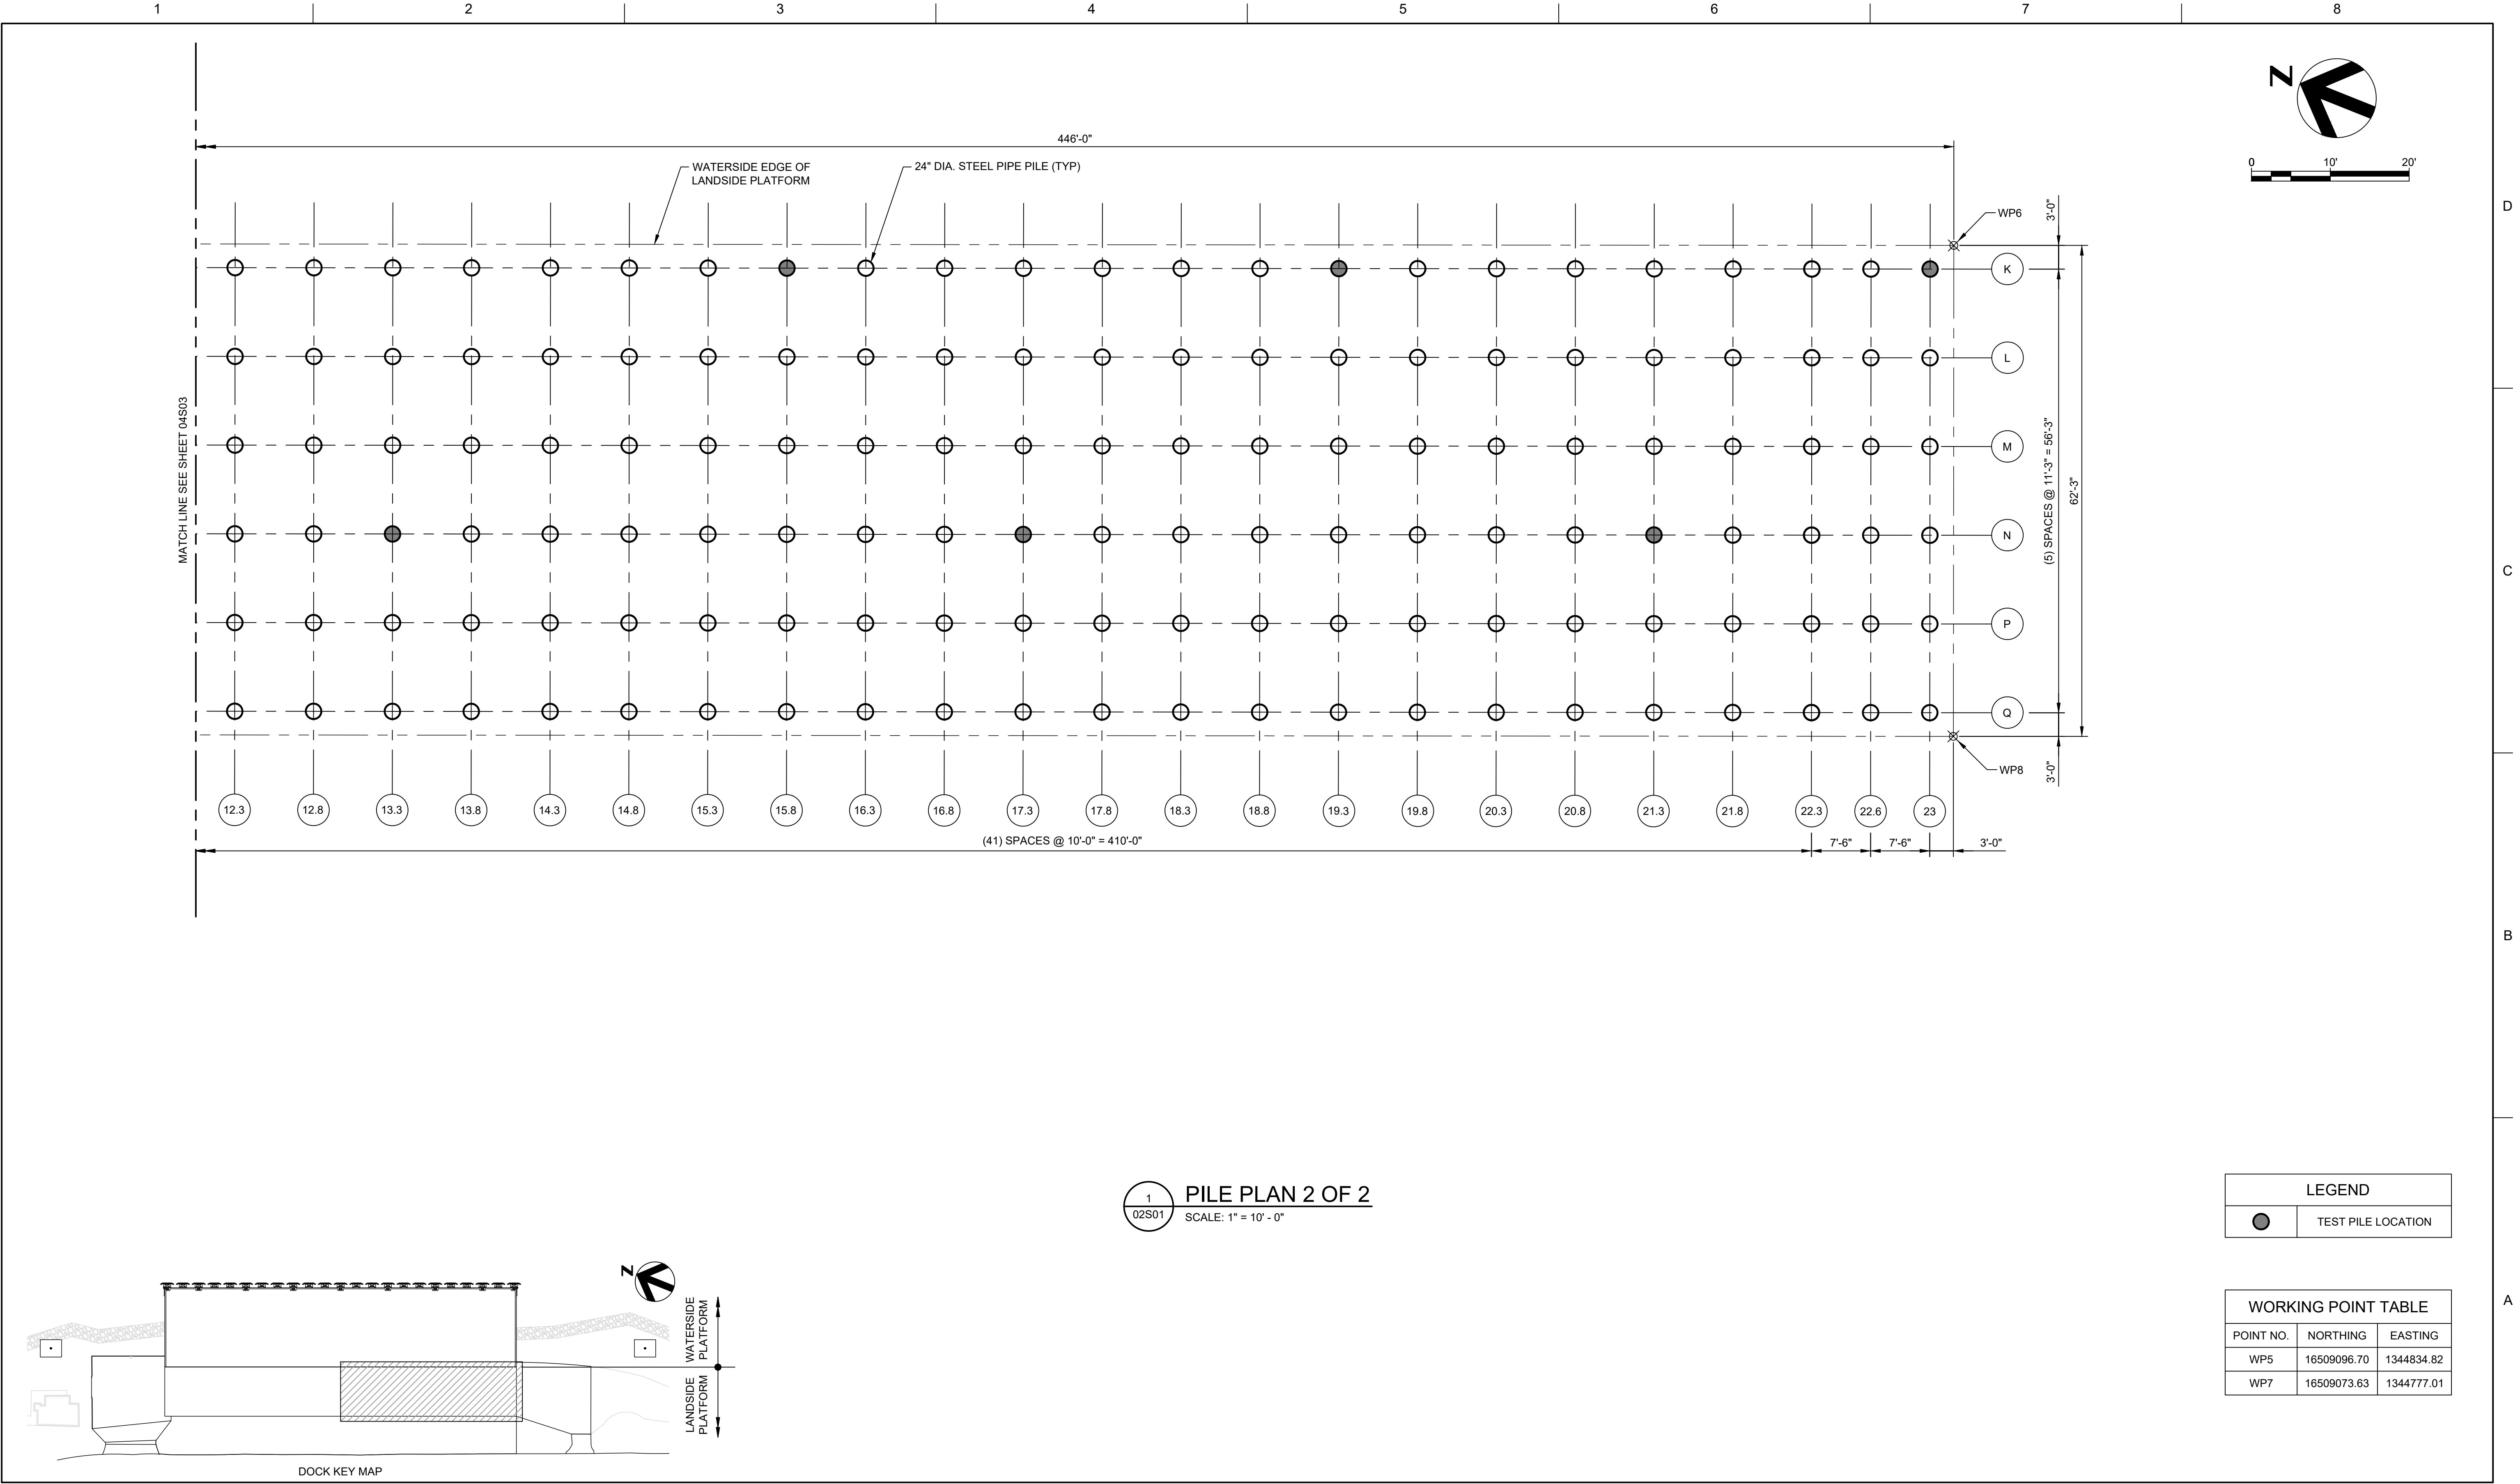 1 2 3 4 5 6 7 8
N
0 10' 20'
446'-0"
WATERSIDE EDGE OF
LANDSIDE PLATFORM
24" DIA. STEEL PIPE PILE (TYP)
WP6
3'-0"
D
K
L
MATCH LINE SEE SHEET 04S03
M
(5) SPACES @ 11'-3" = 56'-3"
62'-3"
N
C
P
Q
WP8
3'-0"
12.3 12.8 13.3 13.8 14.3 14.8 15.3 15.8 16.3 16.8 17.3 17.8 18.3 18.8 19.3 19.8 20.3 20.8 21.3 21.8 22.3 22.6 23
(41) SPACES @ 10'-0" = 410'-0" 7'-6" 7'-6" 3'-0"
B
1
02S01
PILE PLAN 2 OF 2
SCALE: 1" = 10' - 0"
LEGEND
TEST PILE LOCATION
N
WATERSIDE
PLATFORM
LANDSIDE
PLATFORM
DOCK KEY MAP
A
WORKING POINT TABLE
POINT NO. NORTHING EASTING
WP5 16509096.70 1344834.82
WP7 16509073.63 1344777.01